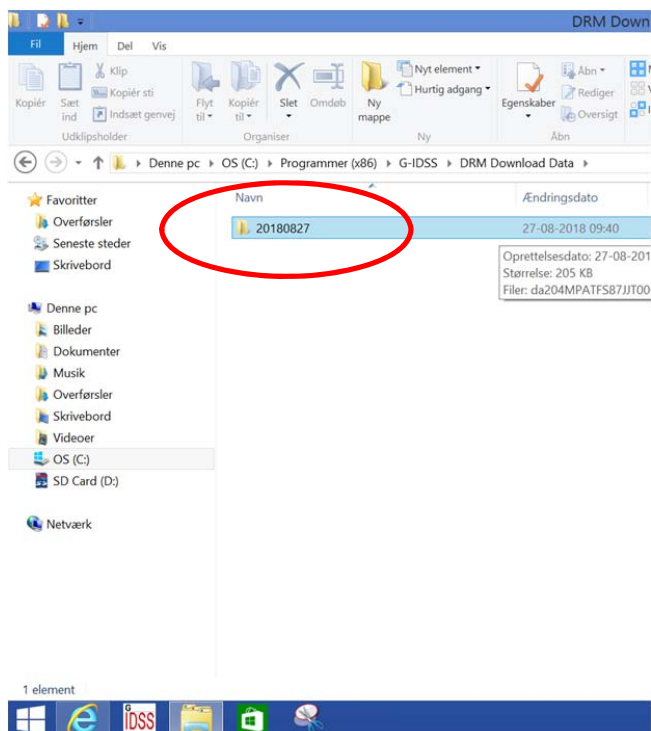 DRM Down
Fil Hjem Del Vis
Kopiér
Sæt ind
Klip
Kopiér sti
Indsæt genvej
Udklipsholder
Flyt til
Kopiér til
Slet
Omdøb
Organiser
Ny mappe
Nyt element
Hurtig adgang
Ny
Egenskaber
Åbn
Rediger
Oversigt
Åbn
Denne pc OS (C:) Programmer (x86) G-IDSS DRM Download Data
Navn Ændringsdato
20180827 27-08-2018 09:40
Oprettelsesdato: 27-08-201
Størrelse: 205 KB
Filer: da204MPATFS87JJT00
Favoritter
Overførsler
Seneste steder
Skrivebord
Denne pc
Billeder
Dokumenter
Musik
Overførsler
Skrivebord
Videoer
OS (C:)
SD Card (D:)
Netværk
1 element
G
IDSS